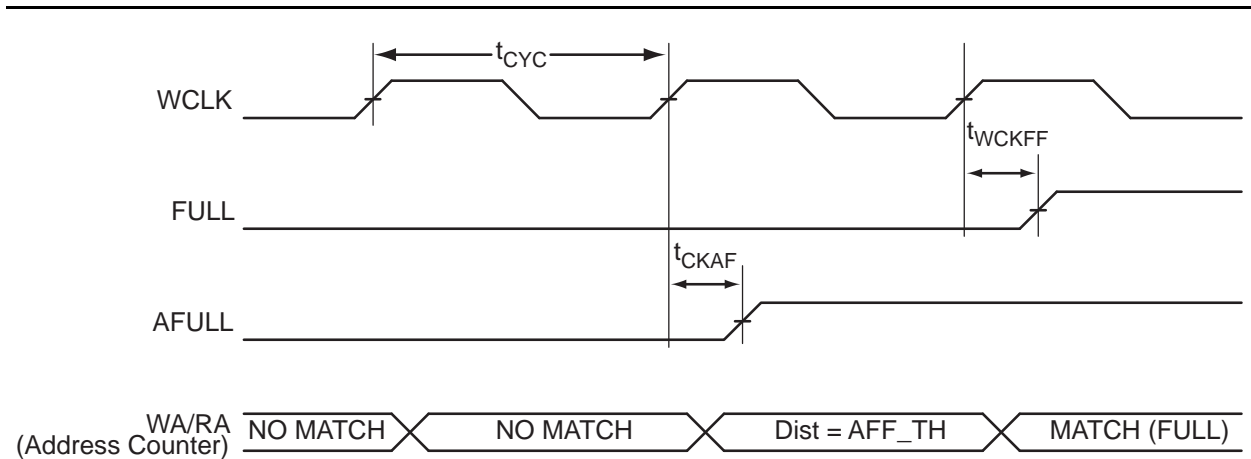 tCYC
WCLK
tWCKFF
FULL
tCKAF
AFULL
WA/RA
(Address Counter)
NO MATCH
NO MATCH
Dist = AFF_TH
MATCH (FULL)